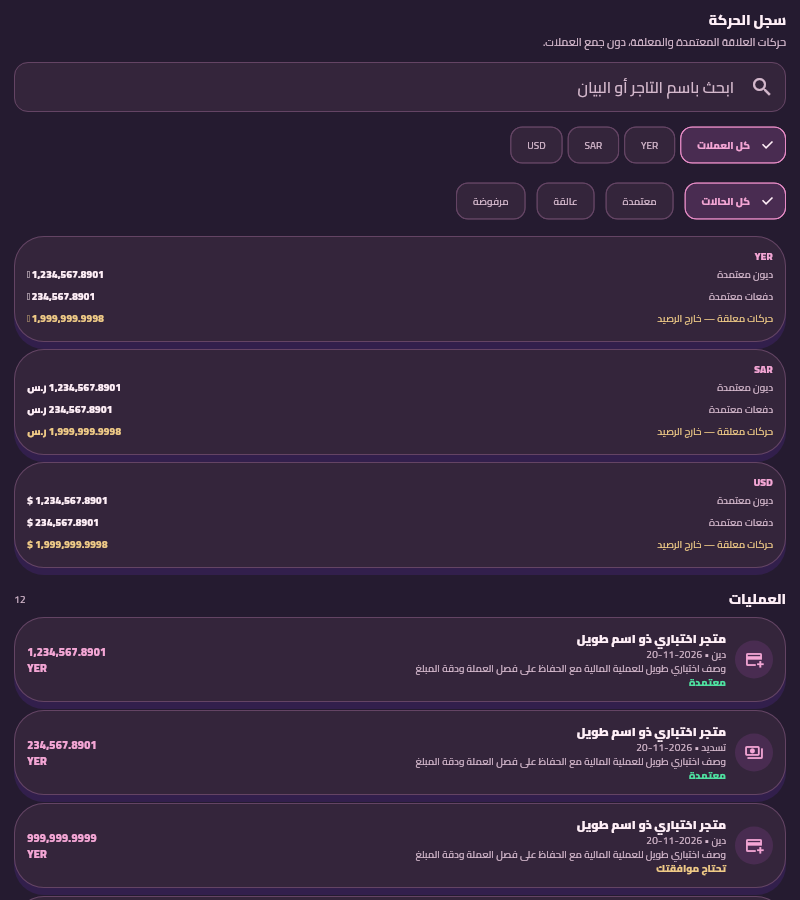 سجل الحركة
حركات العلاقة المعتمدة والمعلقة، دون جمع العملات.
ابحث باسم التاجر أو البيان
كل العملات
YER
SAR
USD
كل الحالات
معتمدة
عالقة
مرفوضة
YER
ديون معتمدة 1,234,567.8901
دفعات معتمدة 234,567.8901
حركات معلقة — خارج الرصيد 1,999,999.9998
SAR
ديون معتمدة 1,234,567.8901 ر.س
دفعات معتمدة 234,567.8901 ر.س
حركات معلقة — خارج الرصيد 1,999,999.9998 ر.س
USD
ديون معتمدة 1,234,567.8901 $
دفعات معتمدة 234,567.8901 $
حركات معلقة — خارج الرصيد 1,999,999.9998 $
العمليات 12
متجر اختباري ذو اسم طويل
دين • 2026-11-20
وصف اختباري طويل للعملية المالية مع الحفاظ على فصل العملة ودقة المبلغ
معتمدة
1,234,567.8901
YER
متجر اختباري ذو اسم طويل
تسديد • 2026-11-20
وصف اختباري طويل للعملية المالية مع الحفاظ على فصل العملة ودقة المبلغ
معتمدة
234,567.8901
YER
متجر اختباري ذو اسم طويل
دين • 2026-11-20
وصف اختباري طويل للعملية المالية مع الحفاظ على فصل العملة ودقة المبلغ
تحتاج موافقتك
999,999.9999
YER